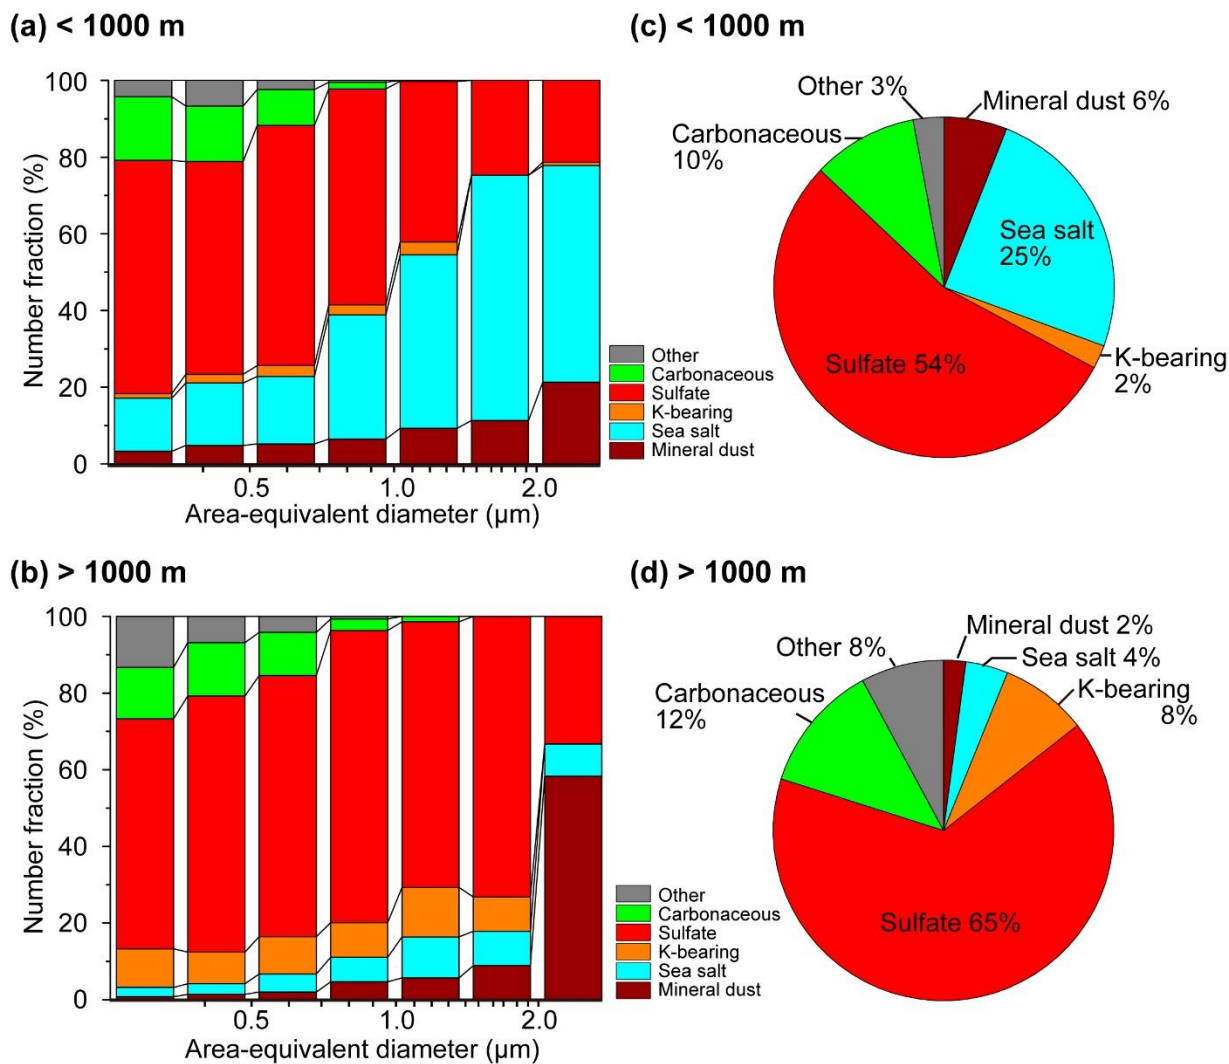 (a) < 1000 m
100
80
60
40
20
0
Number fraction (%)
0.5
1.0
2.0
Area-equivalent diameter (μm)
Other
Carbonaceous
Sulfate
K-bearing
Sea salt
Mineral dust
(c) < 1000 m
Other 3%
Mineral dust 6%
Carbonaceous
10%
Sea salt
25%
Sulfate 54%
K-bearing
2%
(b) > 1000 m
100
80
60
40
20
0
Number fraction (%)
0.5
1.0
2.0
Area-equivalent diameter (μm)
Other
Carbonaceous
Sulfate
K-bearing
Sea salt
Mineral dust
(d) > 1000 m
Mineral dust 2%
Other 8%
Sea salt 4%
Carbonaceous
12%
K-bearing
8%
Sulfate 65%